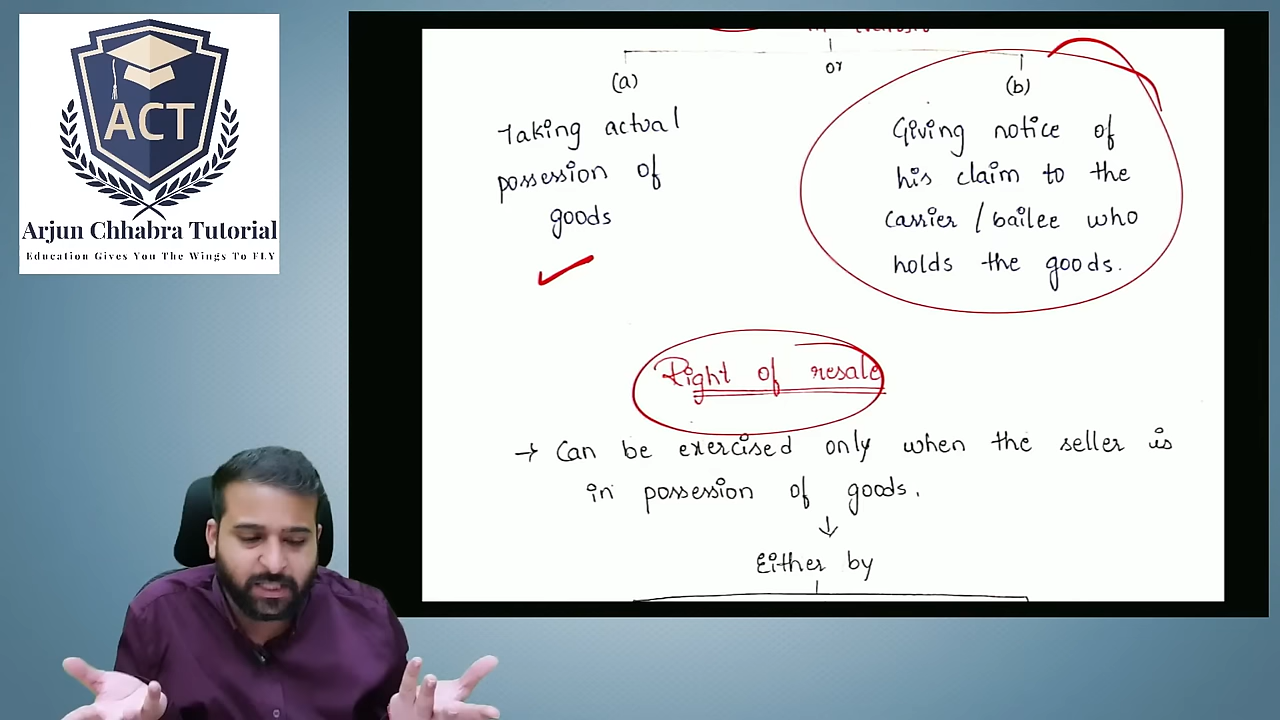 ACT
Arjun Chhabra Tutorial
Education Gives You The Wings To FLY
or
(a)
(b)
Taking actual
possession of
goods
Giving notice of
his claim to the
carrier / bailee who
holds the goods.
Right of resale
→ Can be exercised only when the seller is
in possession of goods.
↓
Either by